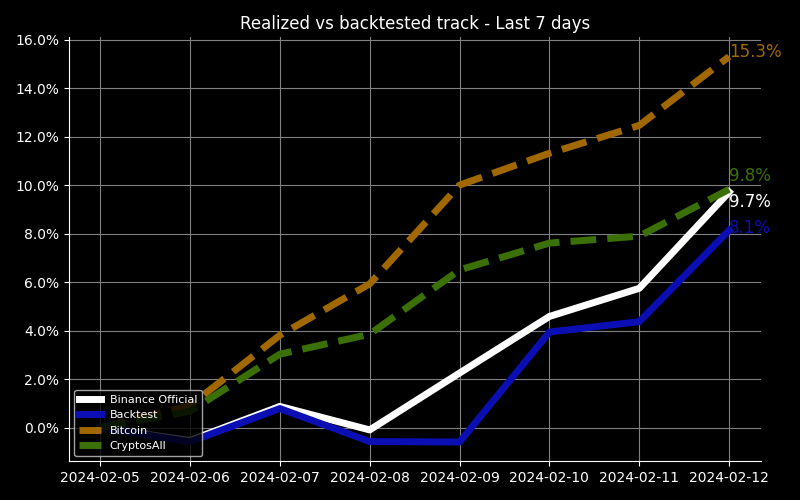 Realized vs backtested track - Last 7 days
16.0%
14.0%
12.0%
10.0%
8.0%
6.0%
4.0%
2.0%
0.0%
15.3%
9.8%
9.7%
8.1%
Binance Official
Backtest
Bitcoin
CryptosAll
2024-02-05 2024-02-06 2024-02-07 2024-02-08 2024-02-09 2024-02-10 2024-02-11 2024-02-12